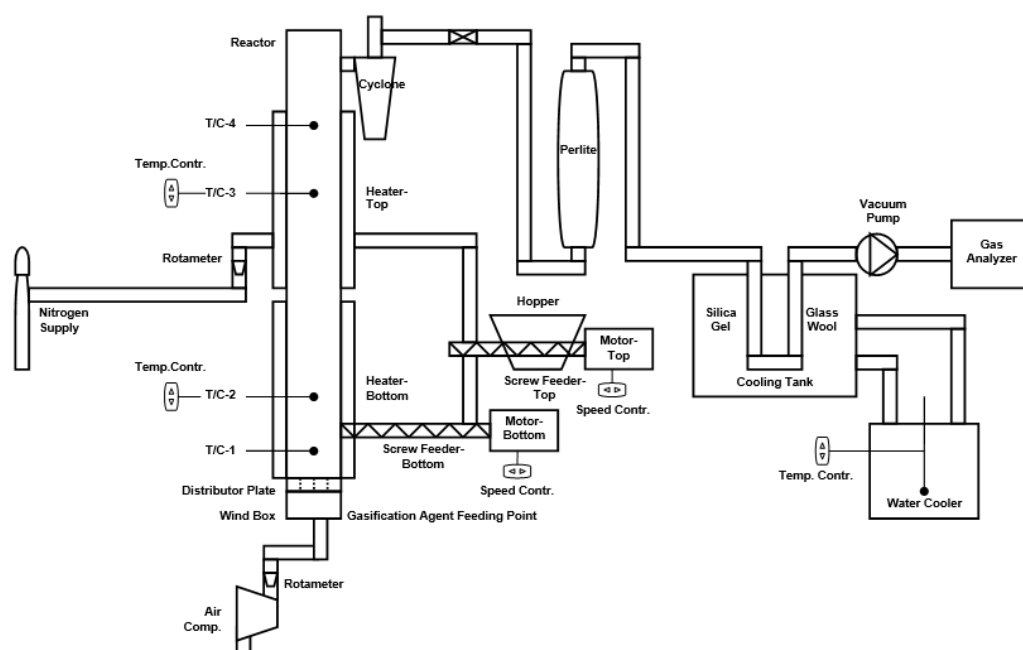 Reactor
Cyclone
T/C-4
Perlite
Temp.Contr.
T/C-3
Heater-
Top
Vacuum
Pump
Gas
Analyzer
Rotameter
Nitrogen
Supply
Hopper
Silica
Gel
Glass
Wool
Motor-
Top
Screw Feeder-
Top
Cooling Tank
Speed Contr.
Temp.Contr.
T/C-2
Heater-
Bottom
Motor-
Bottom
T/C-1
Screw Feeder-
Bottom
Speed Contr.
Temp. Contr.
Water Cooler
Distributor Plate
Wind Box
Gasification Agent Feeding Point
Rotameter
Air
Comp.